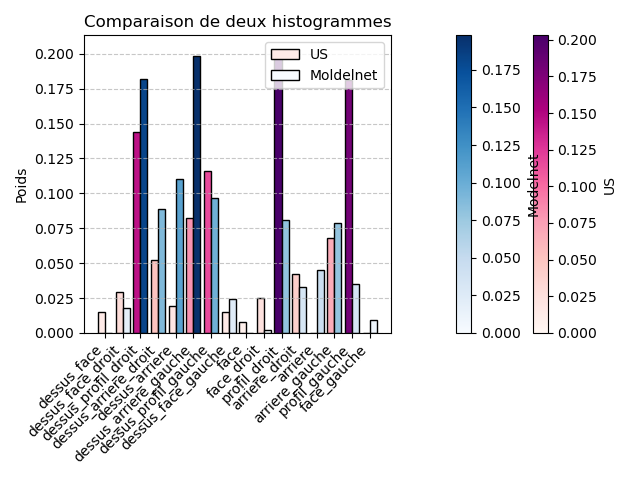 Comparaison de deux histogrammes
US
Moldelnet
Poids
0.200
0.175
0.150
0.125
0.100
0.075
0.050
0.025
0.000
dessus_face
dessus_face_droit
dessus_profil_droit
dessus_arriere_droit
dessus_arriere
dessus_arriere_gauche
dessus_profil_gauche
dessus_face_gauche
face
face_droit
profil_droit
arriere_droit
arriere
arriere_gauche
profil_gauche
face_gauche
0.175
0.150
0.125
0.100
0.075
0.050
0.025
0.000
Modelnet
0.200
0.175
0.150
0.125
0.100
0.075
0.050
0.025
0.000
US